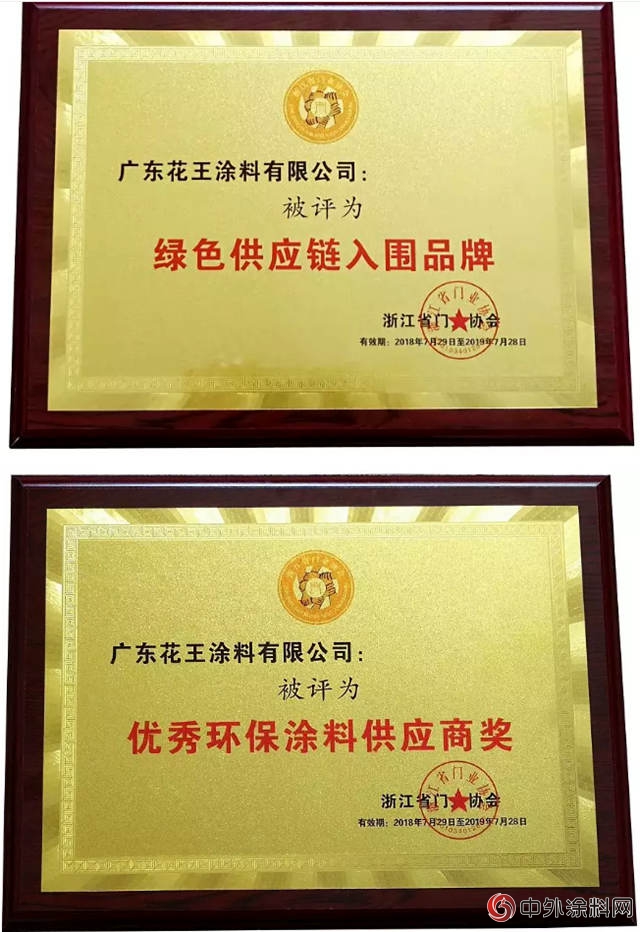 广东花王涂料有限公司：
被评为
绿色供应链入围品牌
浙江省门业协会
有效期：2018年7月29日至2019年7月28日
广东花王涂料有限公司：
被评为
优秀环保涂料供应商奖
浙江省门业协会
有效期：2018年7月29日至2019年7月28日
中外涂料网